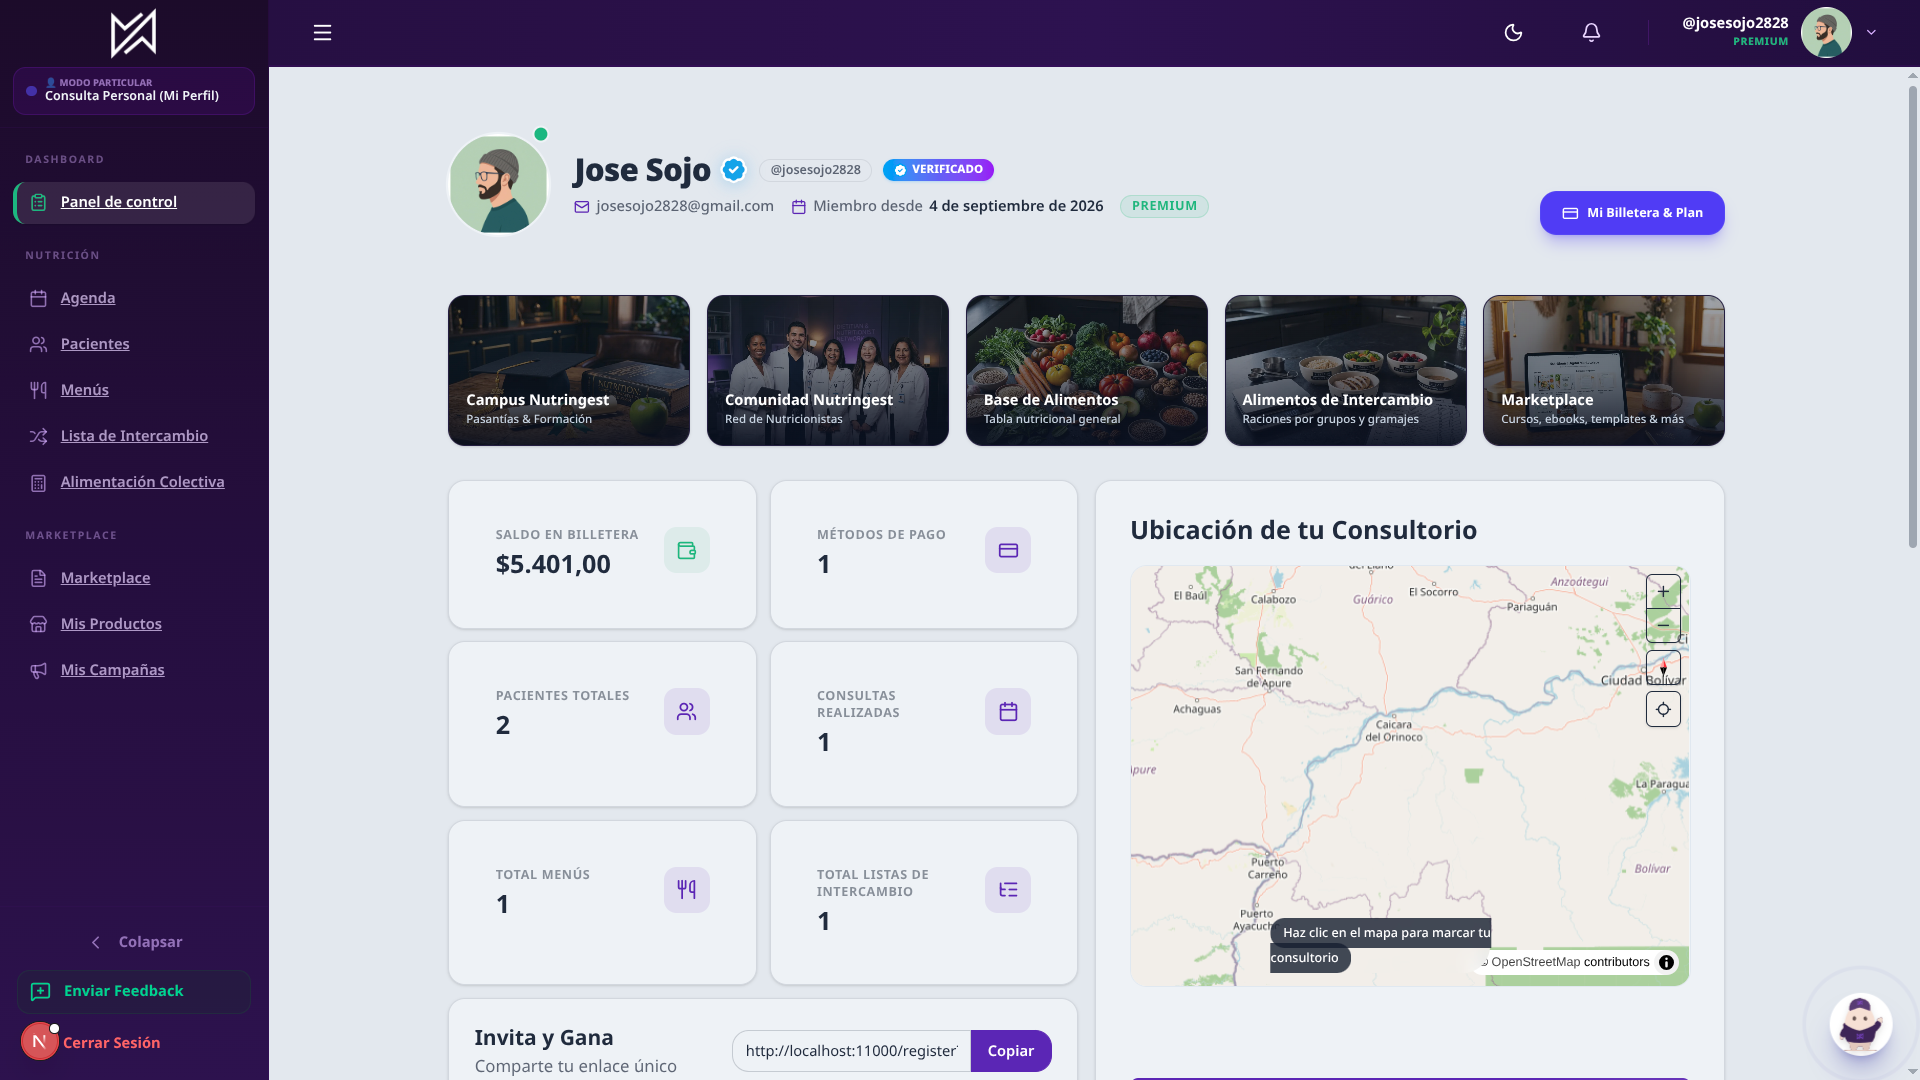 MODO PARTICULAR
Consulta Personal (Mi Perfil)
DASHBOARD
Panel de control
NUTRICIÓN
Agenda
Pacientes
Menús
Lista de Intercambio
Alimentación Colectiva
MARKETPLACE
Marketplace
Mis Productos
Mis Campañas
Colapsar
Enviar Feedback
N
Cerrar Sesión
@josesojo2828
PREMIUM
Jose Sojo
@josesojo2828
VERIFICADO
josesojo2828@gmail.com
Miembro desde 4 de septiembre de 2026
PREMIUM
Mi Billetera & Plan
Campus Nutringest
Pasantías & Formación
Comunidad Nutringest
Red de Nutricionistas
Base de Alimentos
Tabla nutricional general
Alimentos de Intercambio
Raciones por grupos y gramajes
Marketplace
Cursos, ebooks, templates & más
SALDO EN BILLETERA
$5.401,00
MÉTODOS DE PAGO
1
PACIENTES TOTALES
2
CONSULTAS
REALIZADAS
1
TOTAL MENÚS
1
TOTAL LISTAS DE
INTERCAMBIO
1
Invita y Gana
Comparte tu enlace único
http://localhost:11000/register
Copiar
Ubicación de tu Consultorio
El Baúl
Calabozo
Guárico
El Socorro
Anzoátegui
Pariaguán
San Fernando
de Apure
Achaguas
Caicara
del Orinoco
Ciudad Bolívar
La Paragua
Puerto
Carreño
Bolívar
Puerto
Ayacucho
Haz clic en el mapa para marcar tu
consultorio
© OpenStreetMap contributors